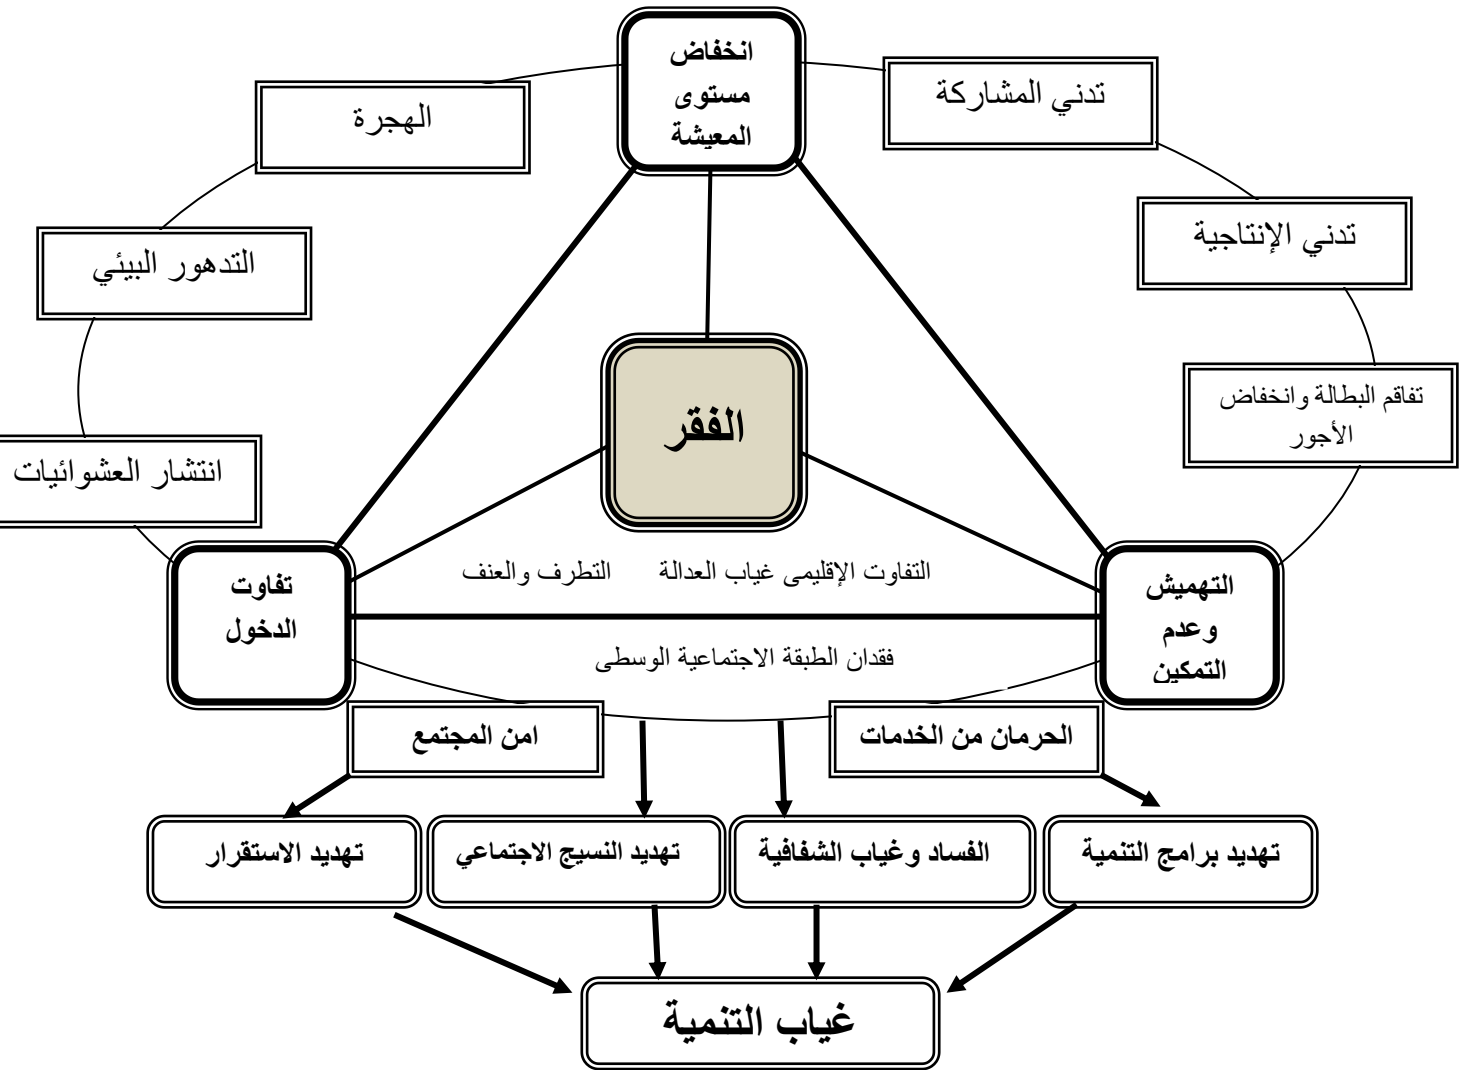 انخفاض
مستوى
المعيشة
تدني المشاركة
الهجرة
تدني الإنتاجية
التدهور البيئي
تفاقم البطالة وانخفاض
الأجور
الفقر
انتشار العشوائيات
التفاوت الإقليمى غياب العدالة التطرف والعنف
التهميش
وعدم
التمكين
تفاوت
الدخول
فقدان الطبقة الاجتماعية الوسطى
الحرمان من الخدمات
امن المجتمع
تهديد برامج التنمية
الفساد وغياب الشفافية
تهديد النسيج الاجتماعي
تهديد الاستقرار
غياب التنمية